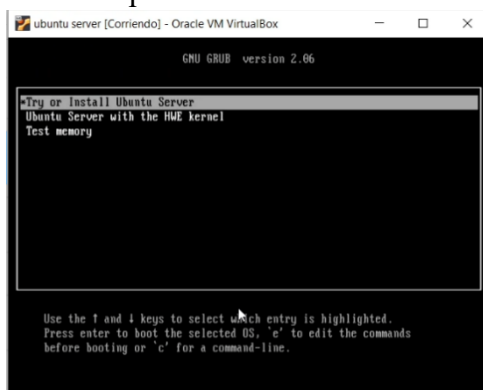 ubuntu server [Corriendo] - Oracle VM VirtualBox
GNU GRUB version 2.06
*Try or Install Ubuntu Server
Ubuntu Server with the HWE kernel
Test memory
Use the ↑ and ↓ keys to select which entry is highlighted.
Press enter to boot the selected OS, `e' to edit the commands
before booting or `c' for a command-line.